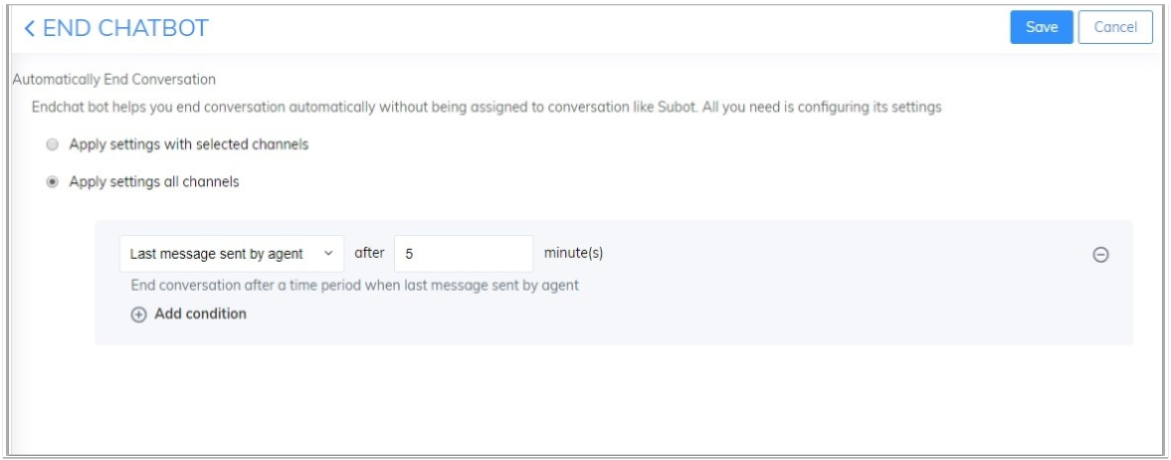 END CHATBOT
Save
Cancel
Automatically End Conversation
Endchat bot helps you end conversation automatically without being assigned to conversation like Subot. All you need is configuring its settings
Apply settings with selected channels
Apply settings all channels
Last message sent by agent after 5 minute(s)
End conversation after a time period when last message sent by agent
Add condition